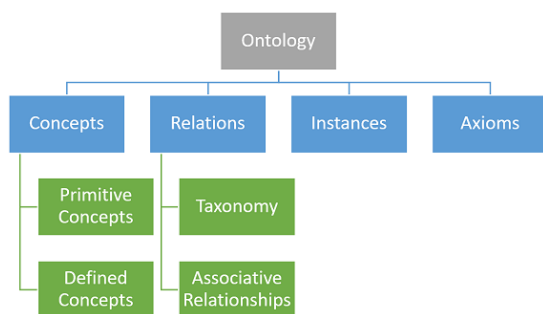 Ontology
Concepts
Relations
Instances
Axioms
Primitive
Concepts
Taxonomy
Defined
Concepts
Associative
Relationships